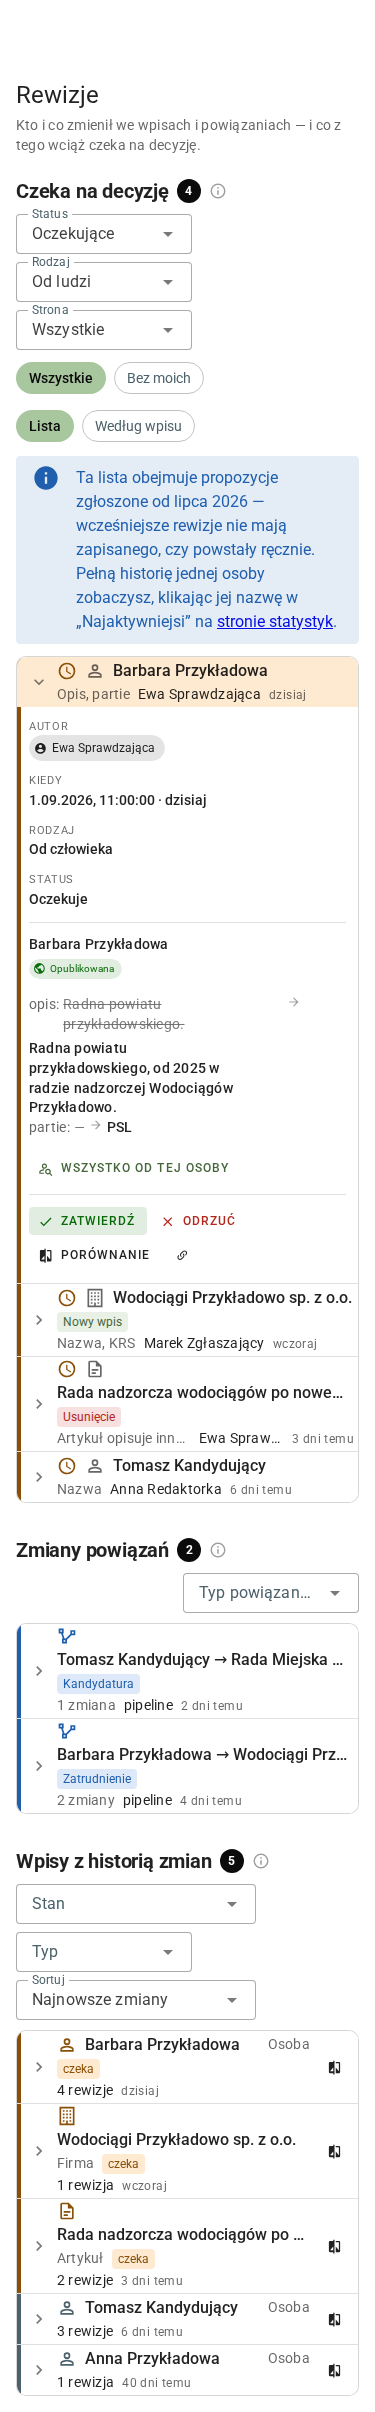 Rewizje
Kto i co zmienił we wpisach i powiązaniach — i co z
tego wciąż czeka na decyzję.
Czeka na decyzję 4
Status
Oczekujące
Rodzaj
Od ludzi
Strona
Wszystkie
Wszystkie Bez moich
Lista Według wpisu
Ta lista obejmuje propozycje
zgłoszone od lipca 2026 —
wcześniejsze rewizje nie mają
zapisanego, czy powstały ręcznie.
Pełną historię jednej osoby
zobaczysz, klikając jej nazwę w
„Najaktywniejsi” na stronie statystyk.
Barbara Przykładowa
Opis, partie Ewa Sprawdzająca dzisiaj
AUTOR
Ewa Sprawdzająca
KIEDY
1.09.2026, 11:00:00 · dzisiaj
RODZAJ
Od człowieka
STATUS
Oczekuje
Barbara Przykładowa
Opublikowana
opis: Radna powiatu →
przykładowskiego.
Radna powiatu
przykładowskiego, od 2025 w
radzie nadzorczej Wodociągów
Przykładowo.
partie: — → PSL
WSZYSTKO OD TEJ OSOBY
ZATWIERDŹ ODRZUĆ
PORÓWNANIE
Wodociągi Przykładowo sp. z o.o.
Nowy wpis
Nazwa, KRS Marek Zgłaszający wczoraj
Rada nadzorcza wodociągów po nowe…
Usunięcie
Artykuł opisuje inn… Ewa Spraw… 3 dni temu
Tomasz Kandydujący
Nazwa Anna Redaktorka 6 dni temu
Zmiany powiązań 2
Typ powiązan…
Tomasz Kandydujący → Rada Miejska …
Kandydatura
1 zmiana pipeline 2 dni temu
Barbara Przykładowa → Wodociągi Prz…
Zatrudnienie
2 zmiany pipeline 4 dni temu
Wpisy z historią zmian 5
Stan
Typ
Sortuj
Najnowsze zmiany
Barbara Przykładowa Osoba
czeka
4 rewizje dzisiaj
Wodociągi Przykładowo sp. z o.o.
Firma czeka
1 rewizja wczoraj
Rada nadzorcza wodociągów po …
Artykuł czeka
2 rewizje 3 dni temu
Tomasz Kandydujący Osoba
3 rewizje 6 dni temu
Anna Przykładowa Osoba
1 rewizja 40 dni temu